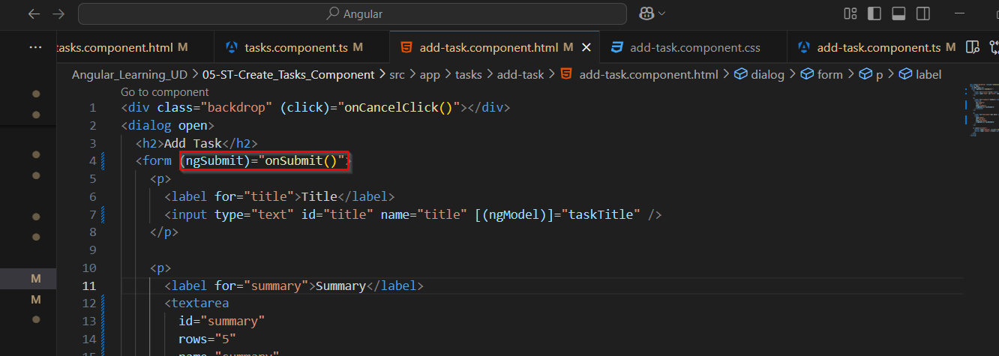 Angular
tasks.component.html M
tasks.component.ts M
add-task.component.html M
add-task.component.css
add-task.component.ts M
Angular_Learning_UD > 05-ST-Create_Tasks_Component > src > app > tasks > add-task > add-task.component.html > dialog > form > p > label
Go to component
1 <div class="backdrop" (click)="onCancelClick()"></div>
2 <dialog open>
3 <h2>Add Task</h2>
4 <form (ngSubmit)="onSubmit()">
5 <p>
6 <label for="title">Title</label>
7 <input type="text" id="title" name="title" [(ngModel)]="taskTitle" />
8 </p>
9
10 <p>
11 <label for="summary">Summary</label>
12 <textarea
13 id="summary"
14 rows="5"
15 name="summary"
M
M